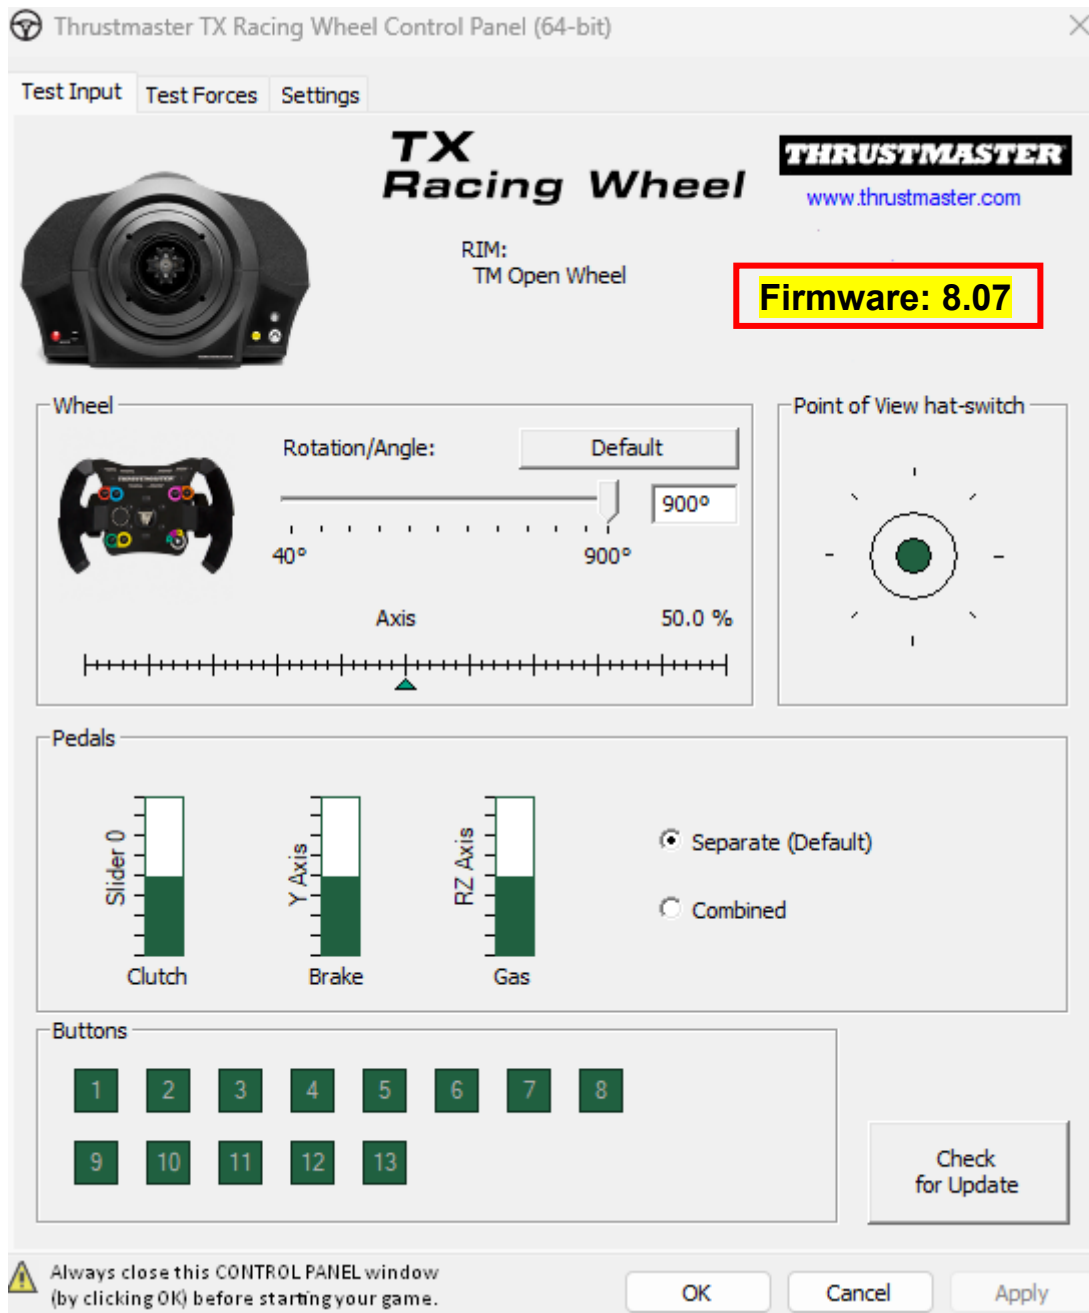 Thrustmaster TX Racing Wheel Control Panel (64-bit)
Test Input Test Forces Settings
TX
Racing Wheel
THRUSTMASTER
www.thrustmaster.com
RIM:
TM Open Wheel
Firmware: 8.07
Wheel
Rotation/Angle:
Default
900°
40°
900°
Axis
50.0 %
Point of View hat-switch
Pedals
Slider 0
Clutch
Y Axis
Brake
RZ Axis
Gas
Separate (Default)
Combined
Buttons
1 2 3 4 5 6 7 8
9 10 11 12 13
Check
for Update
Always close this CONTROL PANEL window
(by clicking OK) before starting your game.
OK Cancel Apply